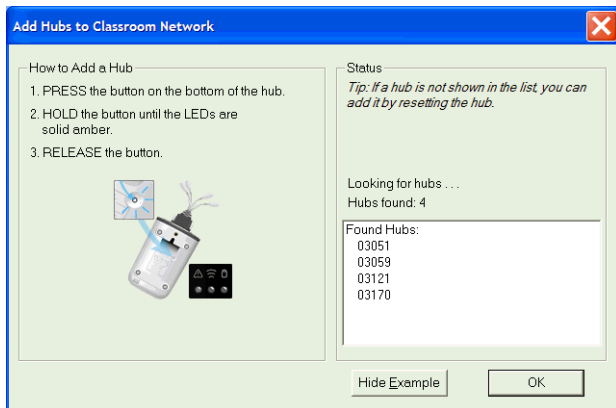 Add Hubs to Classroom Network
How to Add a Hub
1. PRESS the button on the bottom of the hub.
2. HOLD the button until the LEDs are
solid amber.
3. RELEASE the button.
Status
Tip: If a hub is not shown in the list, you can
add it by resetting the hub.
Looking for hubs . . .
Hubs found: 4
Found Hubs:
03051
03059
03121
03170
Hide Example
OK